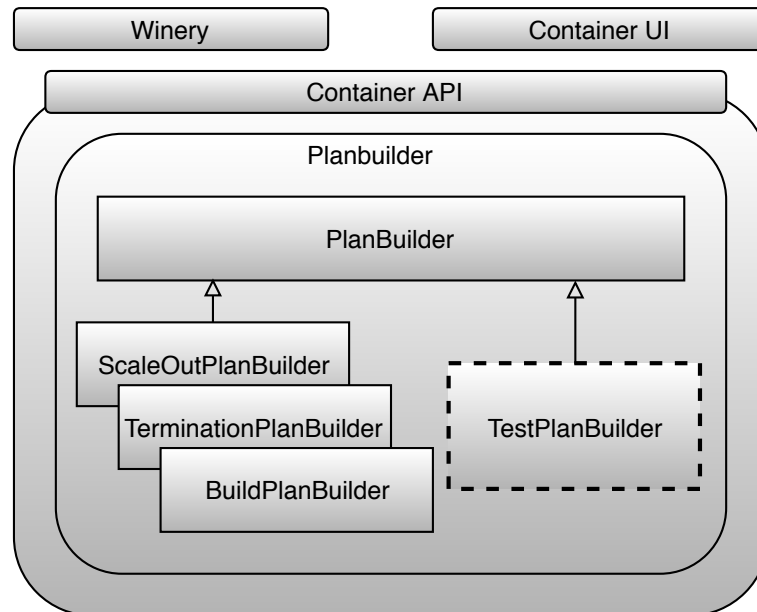 Winery
Container UI
Container API
Planbuilder
PlanBuilder
ScaleOutPlanBuilder
TerminationPlanBuilder
BuildPlanBuilder
TestPlanBuilder